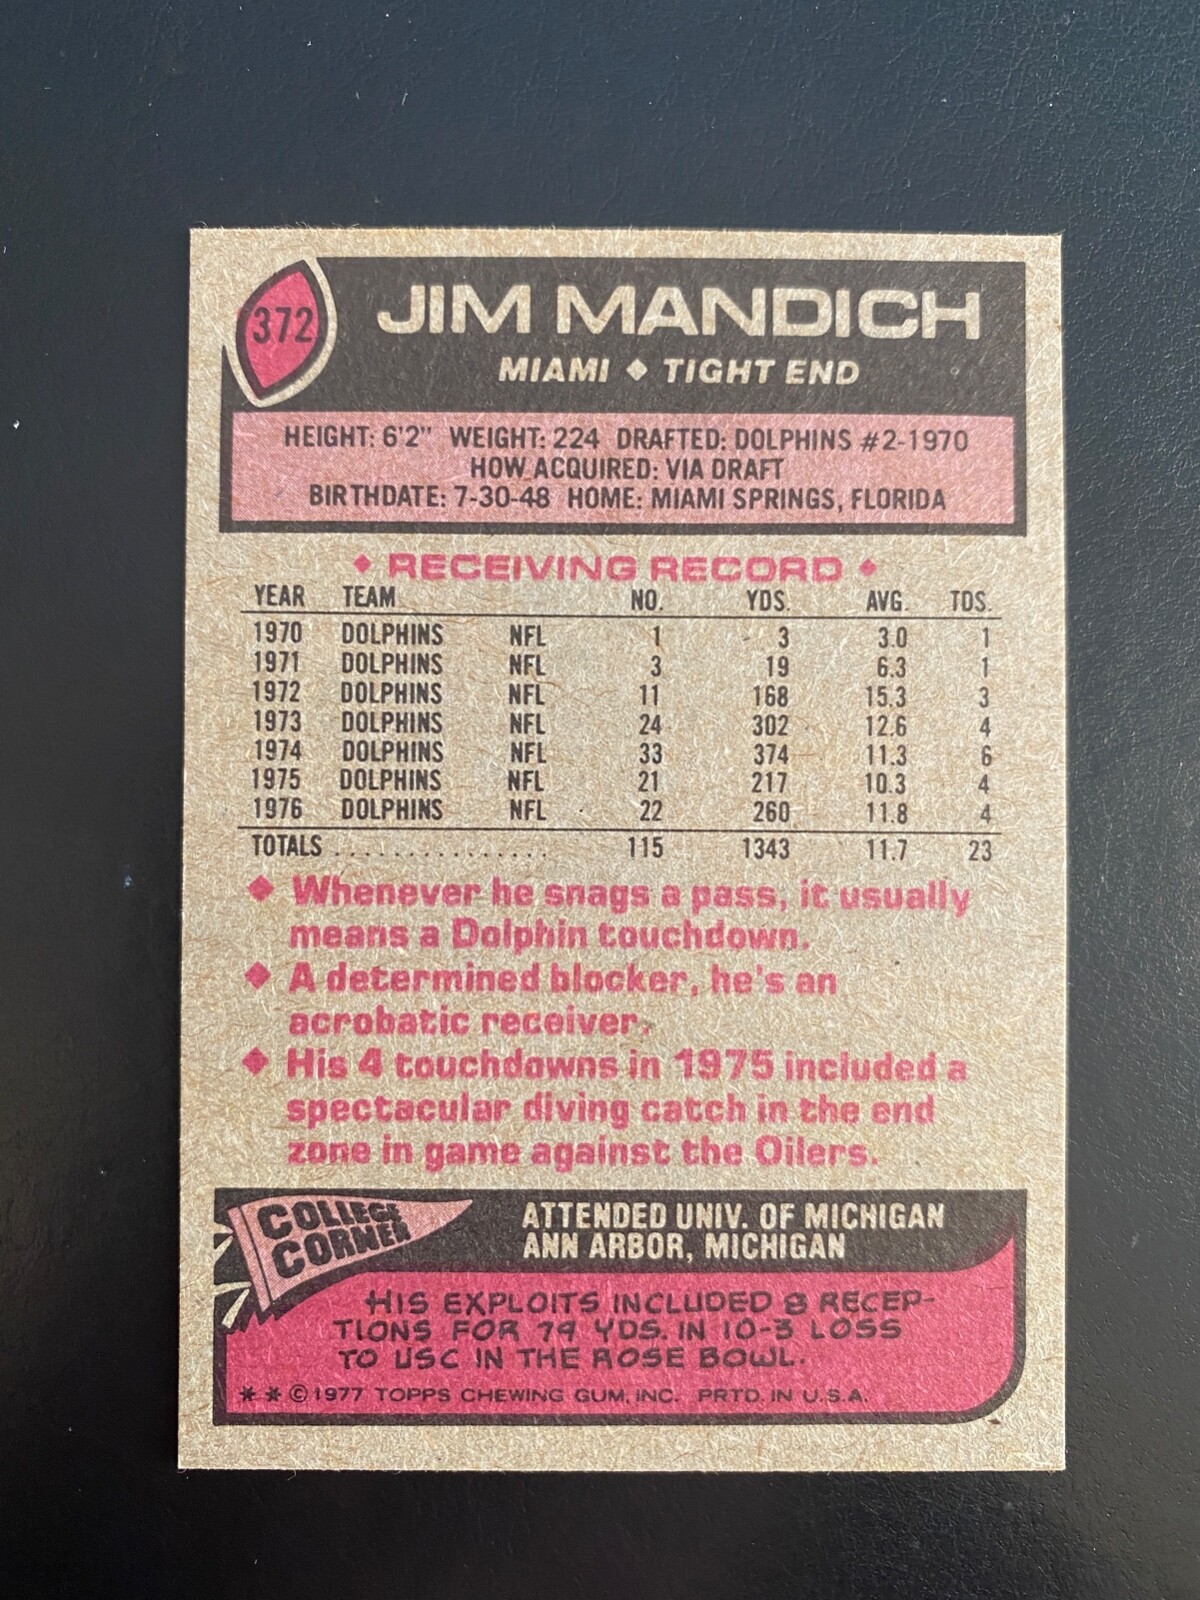 372
JIM MANDICH
MIAMI ◆ TIGHT END
HEIGHT: 6'2" WEIGHT: 224 DRAFTED: DOLPHINS #2-1970
HOW ACQUIRED: VIA DRAFT
BIRTHDATE: 7-30-48 HOME: MIAMI SPRINGS, FLORIDA
◆ RECEIVING RECORD ◆
YEAR TEAM NO. YDS. AVG. TDS.
1970 DOLPHINS NFL 1 3 3.0 1
1971 DOLPHINS NFL 3 19 6.3 1
1972 DOLPHINS NFL 11 168 15.3 3
1973 DOLPHINS NFL 24 302 12.6 4
1974 DOLPHINS NFL 33 374 11.3 6
1975 DOLPHINS NFL 21 217 10.3 4
1976 DOLPHINS NFL 22 260 11.8 4
TOTALS ............... 115 1343 11.7 23
◆ Whenever he snags a pass, it usually
means a Dolphin touchdown.
◆ A determined blocker, he's an
acrobatic receiver.
◆ His 4 touchdowns in 1975 included a
spectacular diving catch in the end
zone in game against the Oilers.
COLLEGE
CORNER
ATTENDED UNIV. OF MICHIGAN
ANN ARBOR, MICHIGAN
HIS EXPLOITS INCLUDED 8 RECEP-
TIONS FOR 79 YDS. IN 10-3 LOSS
TO USC IN THE ROSE BOWL.
* * © 1977 TOPPS CHEWING GUM, INC. PRTD. IN U.S.A.